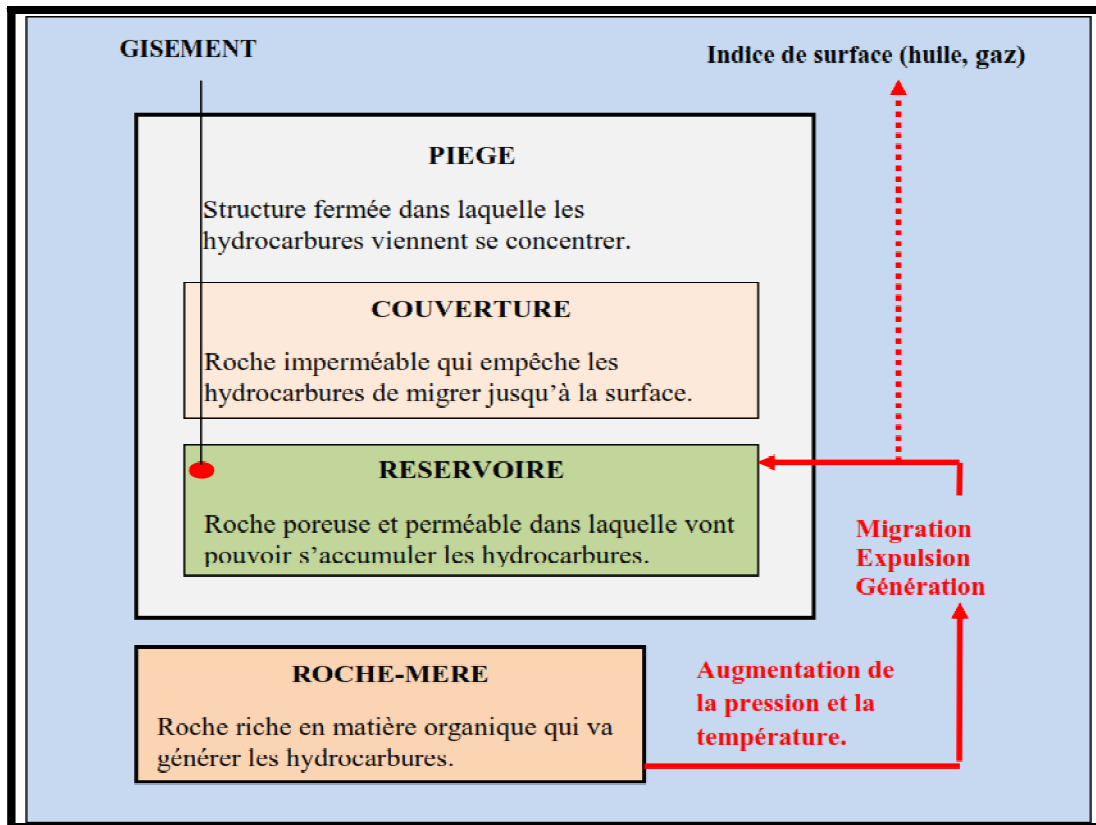 GISEMENT
Indice de surface (huile, gaz)
PIEGE
Structure fermée dans laquelle les
hydrocarbures viennent se concentrer.
COUVERTURE
Roche imperméable qui empêche les
hydrocarbures de migrer jusqu’à la surface.
RESERVOIRE
Roche poreuse et perméable dans laquelle vont
pouvoir s’accumuler les hydrocarbures.
Migration
Expulsion
Génération
ROCHE-MERE
Roche riche en matière organique qui va
générer les hydrocarbures.
Augmentation de
la pression et la
température.